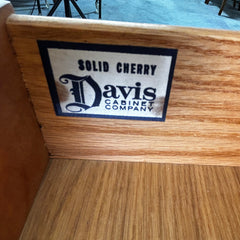 SOLID CHERRY
Davis
CABINET
COMPANY